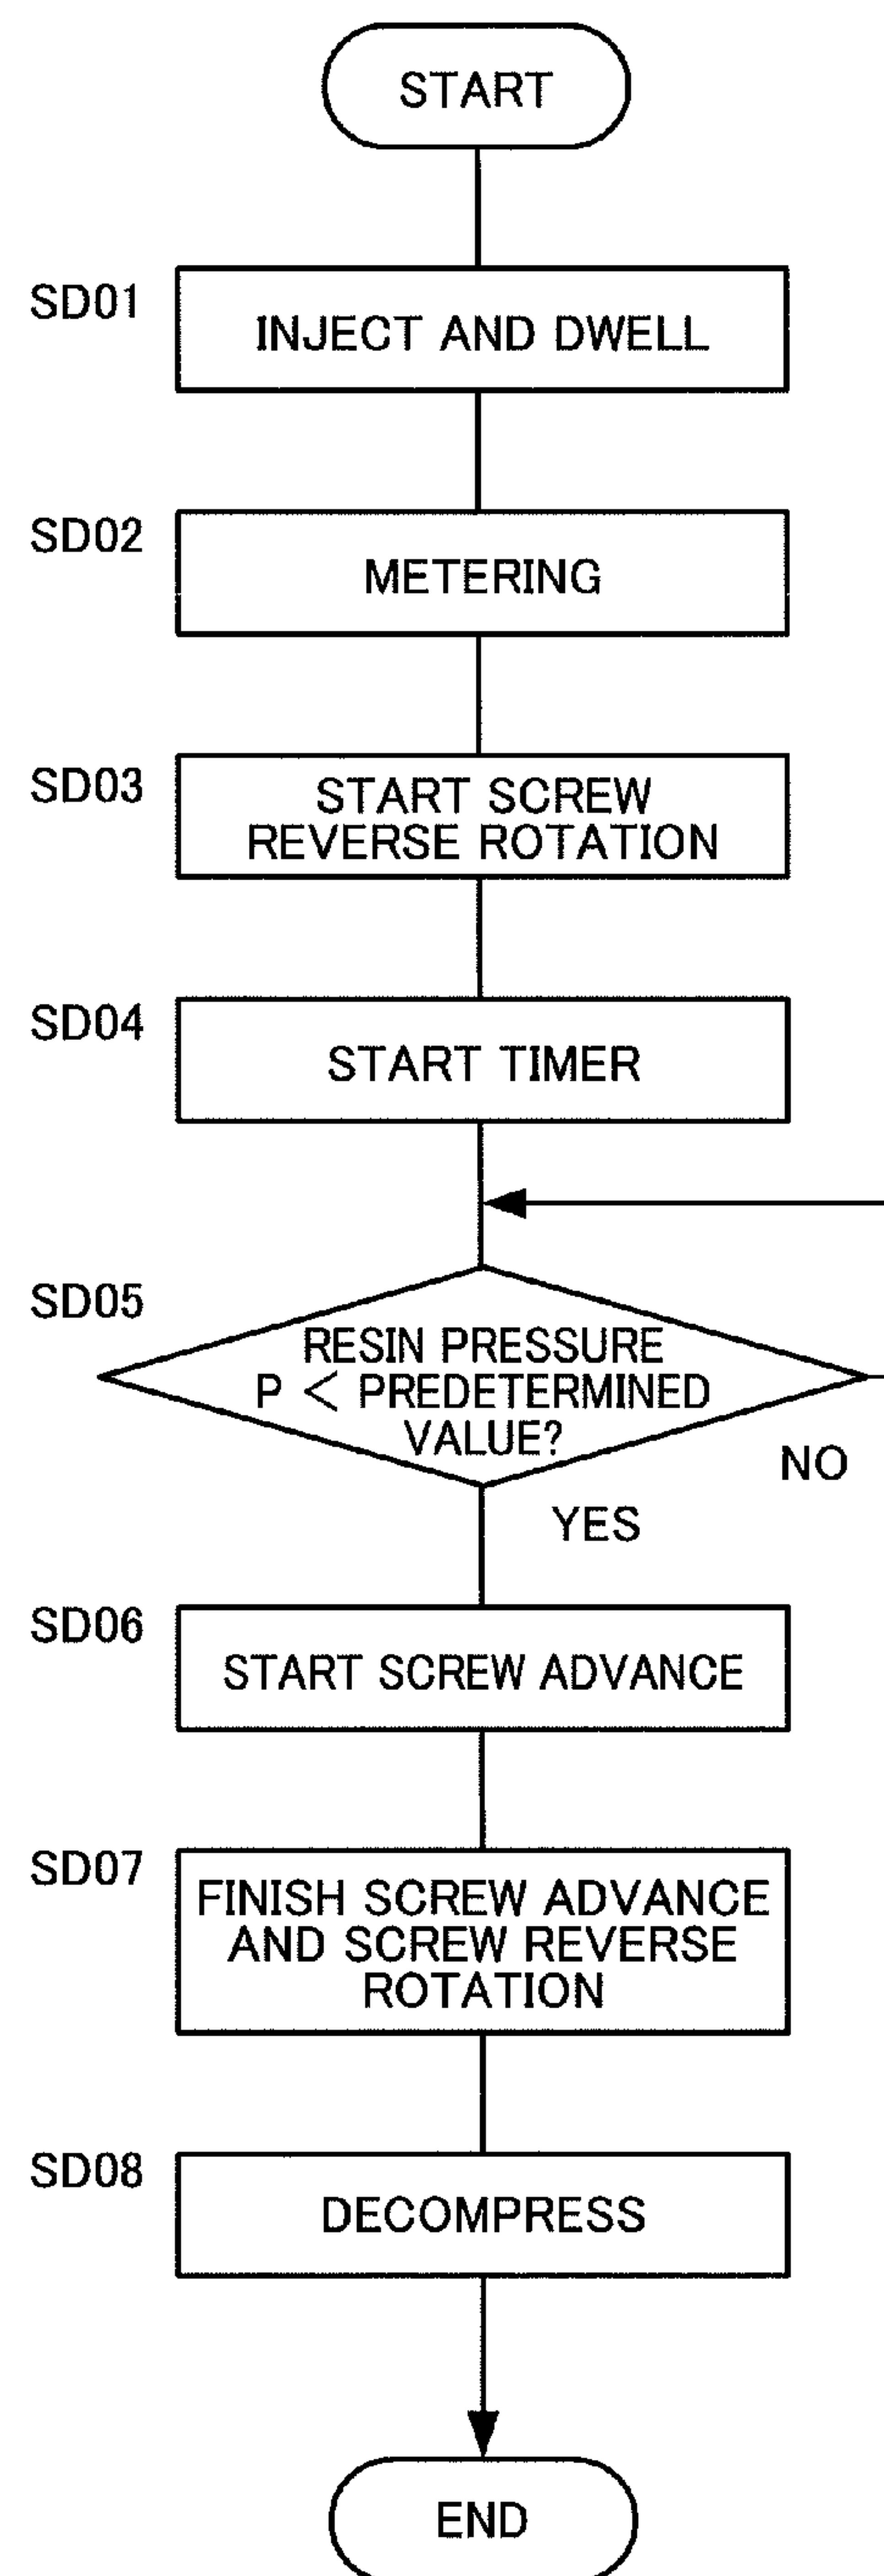 START
SD01
INJECT AND DWELL
SD02
METERING
SD03
START SCREW
REVERSE ROTATION
SD04
START TIMER
SD05
RESIN PRESSURE
P < PREDETERMINED
VALUE?
NO
YES
SD06
START SCREW ADVANCE
SD07
FINISH SCREW ADVANCE
AND SCREW REVERSE
ROTATION
SD08
DECOMPRESS
END